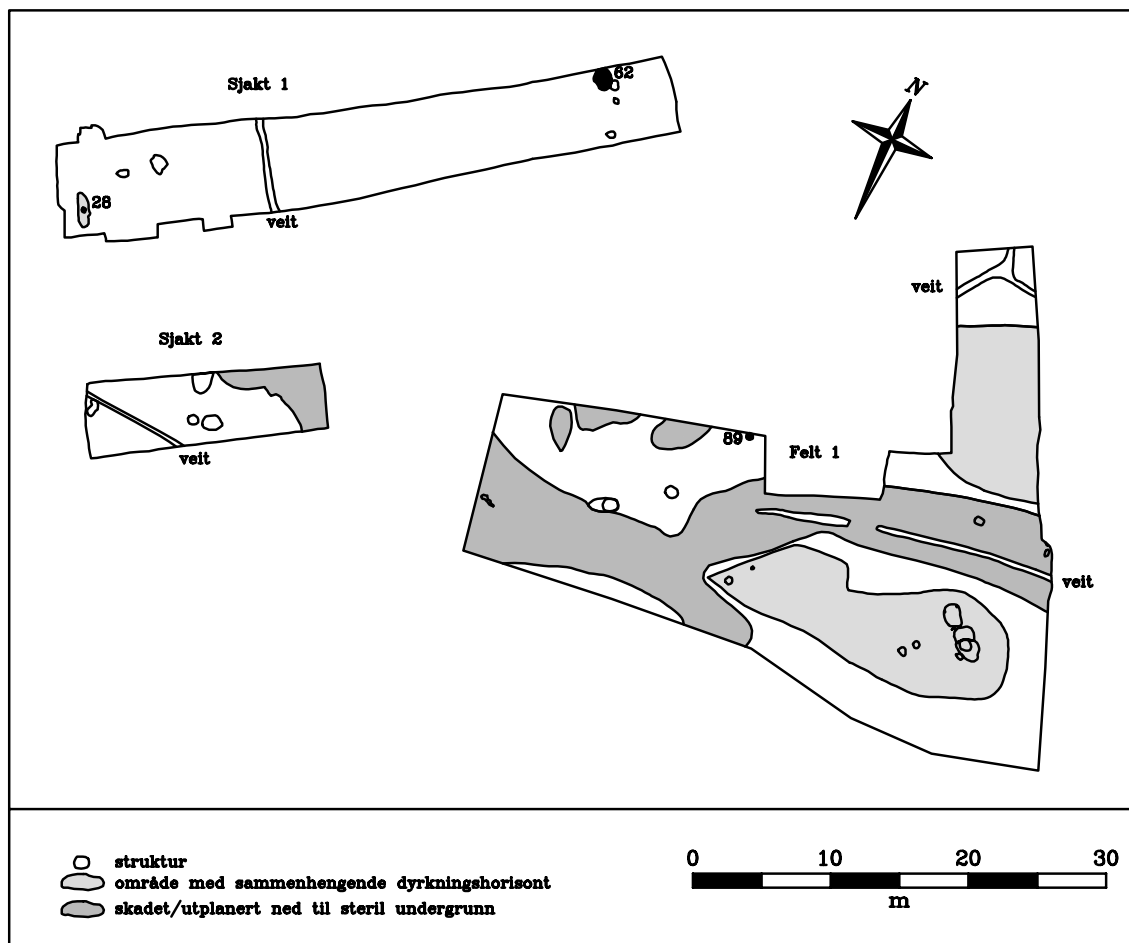 Sjakt 1
62
N
28
veit
veit
Sjakt 2
89
Felt 1
veit
veit
struktur
område med sammenhengende dyrkningshorisont
skadet/utplanert ned til steril undergrunn
0 10 20 30
m